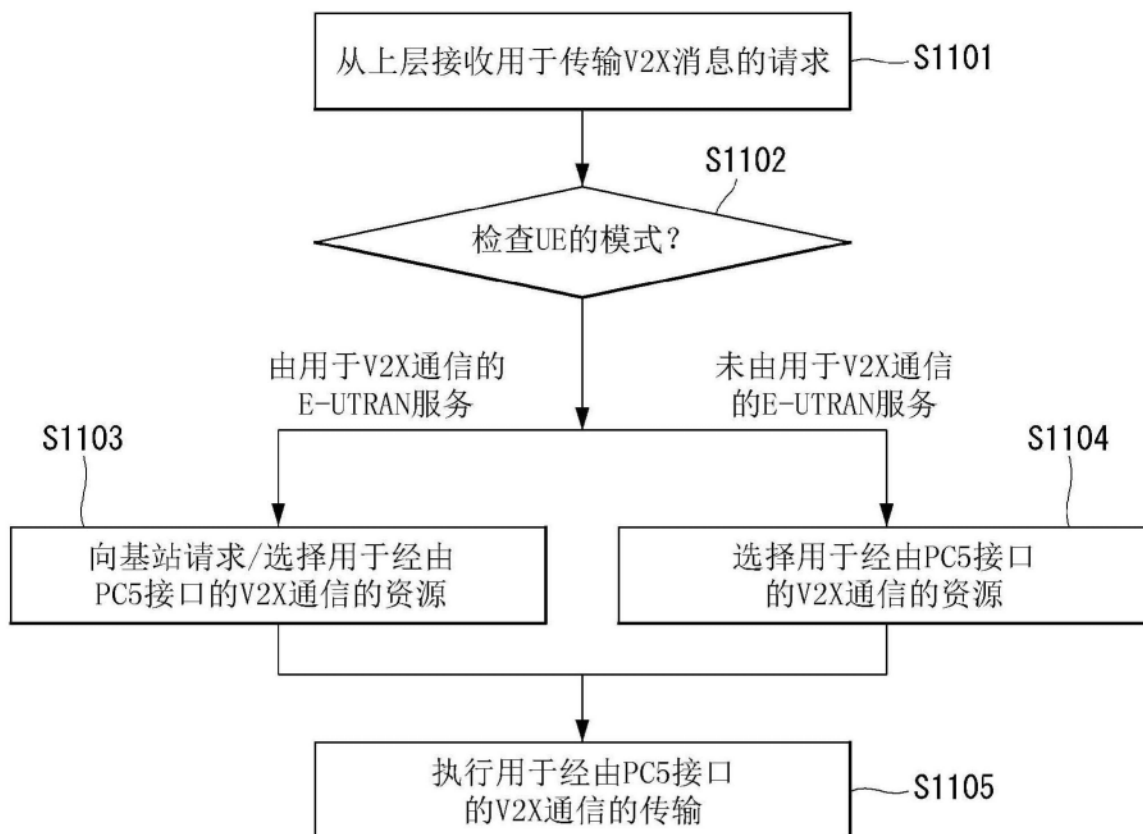 从上层接收用于传输V2X消息的请求
S1101
S1102
检查UE的模式?
由用于V2X通信的
E-UTRAN服务
未由用于V2X通信
的E-UTRAN服务
S1103
S1104
向基站请求/选择用于经由
PC5接口的V2X通信的资源
选择用于经由PC5接口
的V2X通信的资源
执行用于经由PC5接口
的V2X通信的传输
S1105